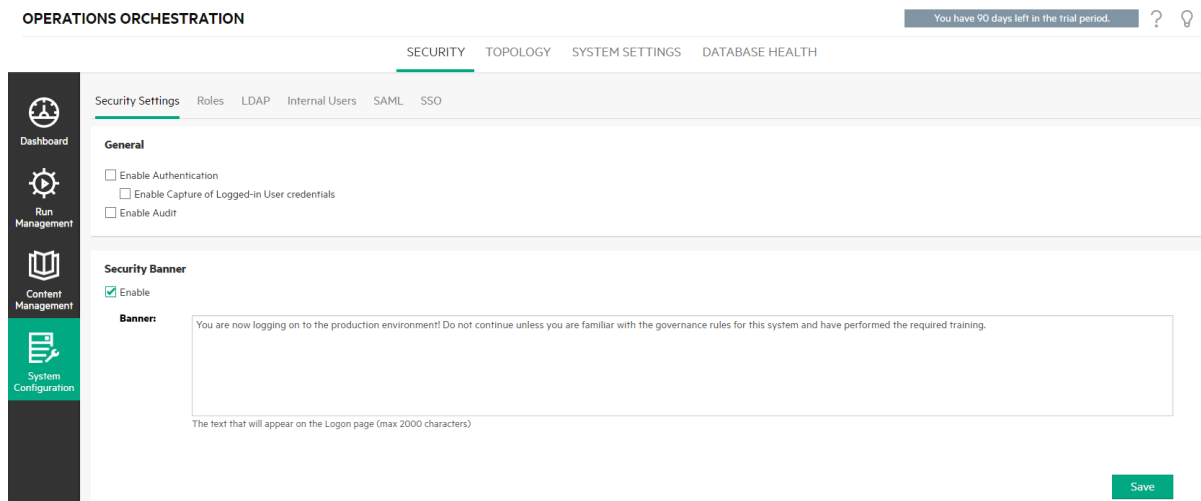 OPERATIONS ORCHESTRATION
You have 90 days left in the trial period.
SECURITY TOPOLOGY SYSTEM SETTINGS DATABASE HEALTH
Dashboard
Run
Management
Content
Management
System
Configuration
Security Settings Roles LDAP Internal Users SAML SSO
General
Enable Authentication
Enable Capture of Logged-in User credentials
Enable Audit
Security Banner
Enable
Banner:
You are now logging on to the production environment! Do not continue unless you are familiar with the governance rules for this system and have performed the required training.
The text that will appear on the Logon page (max 2000 characters)
Save